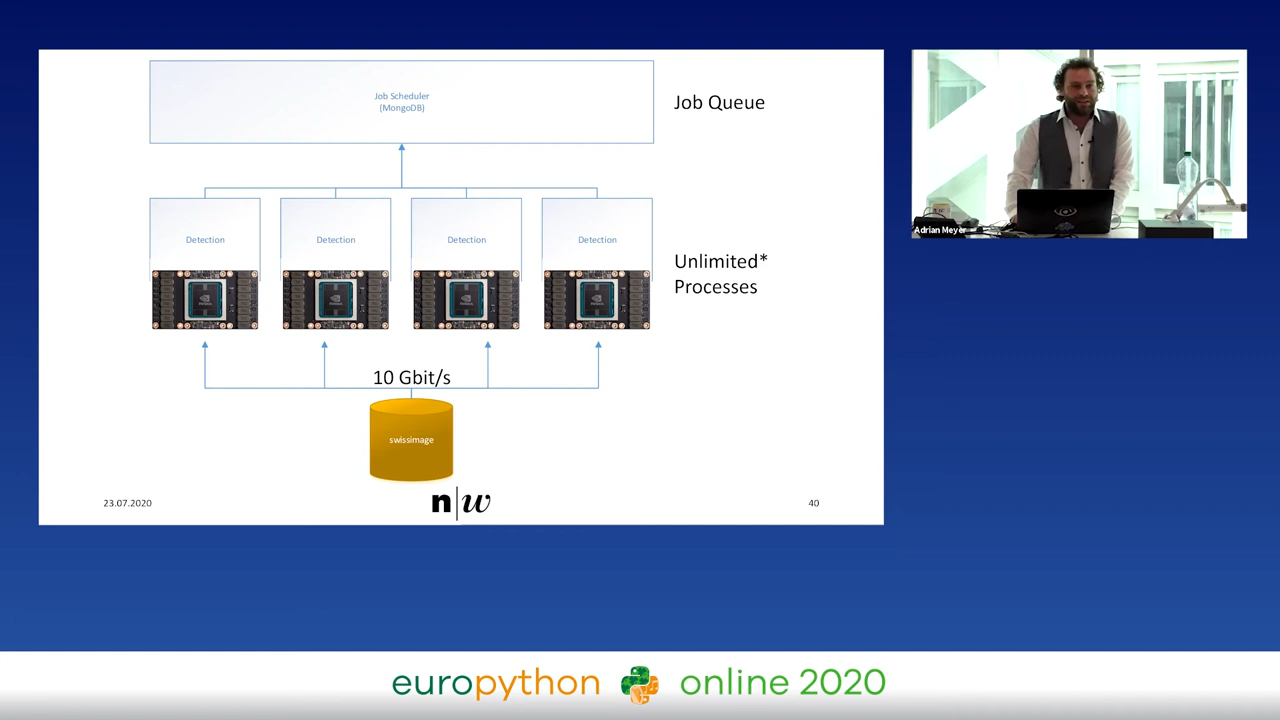 Job Scheduler
(MongoDB)
Job Queue
Detection
Detection
Detection
Detection
Unlimited*
Processes
10 Gbit/s
swissimage
23.07.2020
n|w
40
Adrian Meyer
europython
online 2020